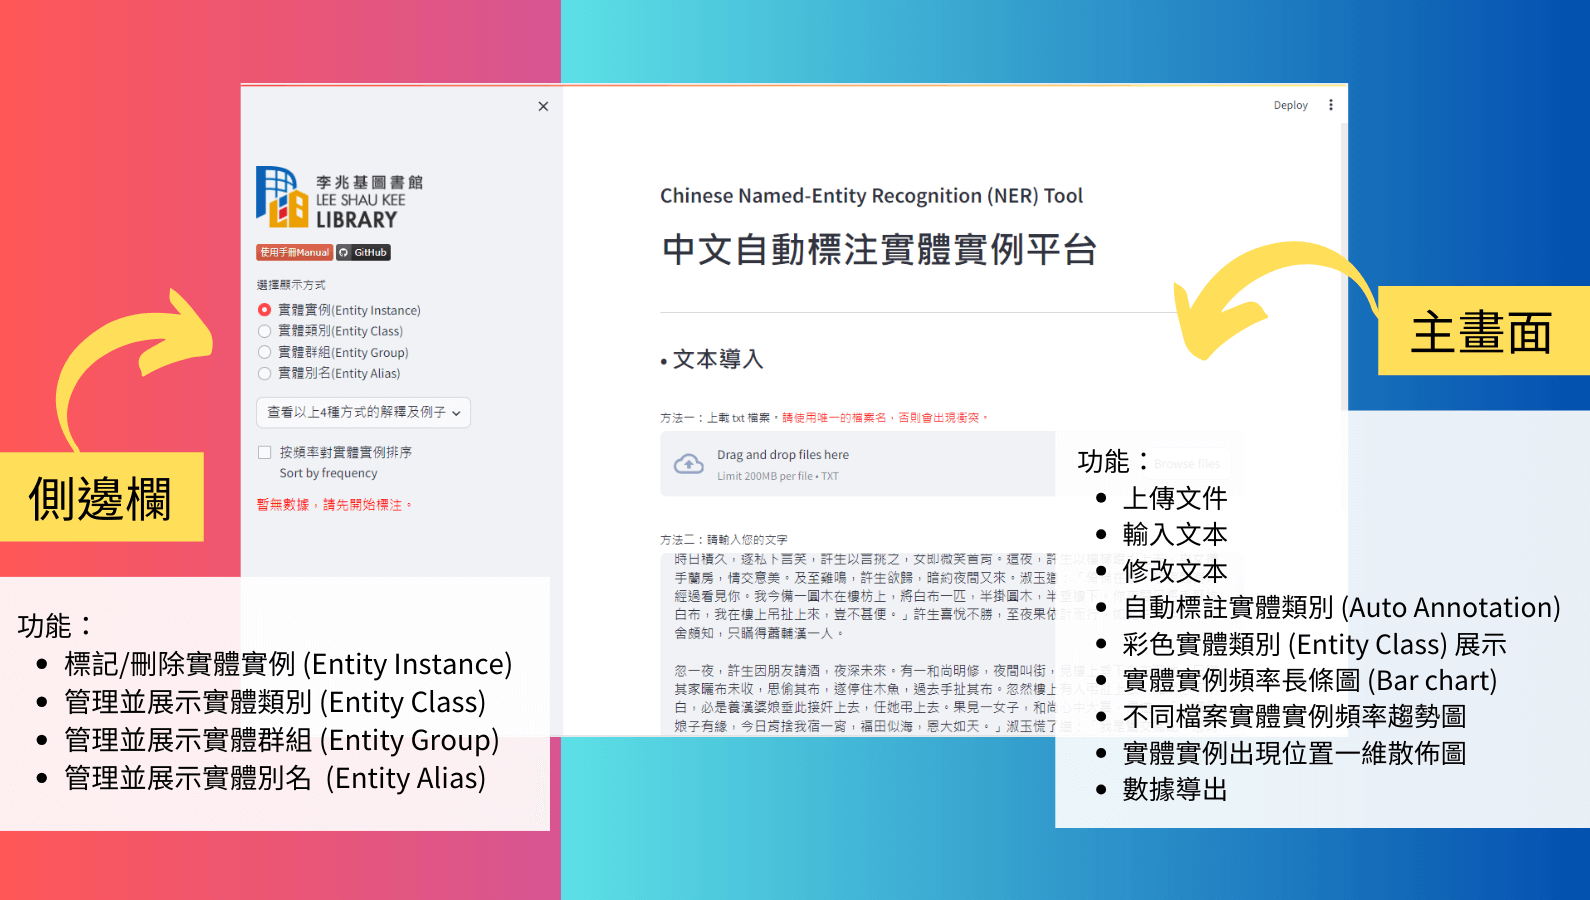 Deploy
李兆基圖書館
LEE SHAU KEE
LIBRARY
使用手冊Manual
GitHub
選擇顯示方式
實體實例(Entity Instance)
實體類別(Entity Class)
實體群組(Entity Group)
實體別名(Entity Alias)
查看以上4種方式的解釋及例子
按頻率對實體實例排序
Sort by frequency
暫無數據，請先開始標注。
側邊欄
功能：
• 標記/刪除實體實例 (Entity Instance)
• 管理並展示實體類別 (Entity Class)
• 管理並展示實體群組 (Entity Group)
• 管理並展示實體別名 (Entity Alias)
Chinese Named-Entity Recognition (NER) Tool
中文自動標注實體實例平台
• 文本導入
方法一：上載 txt 檔案。請使用唯一的檔案名，否則會出現衝突。
Drag and drop files here
Limit 200MB per file • TXT
Browse files
方法二：請輸入您的文字
時日積久，遂私下言笑，許生以言挑之，女即微笑首肯。這夜，許生以
手蘭房，情交意美。及至雞鳴，許生欲歸，暗約夜間又來。淑玉道：「
經過看見你。我今備一圓木在樓枋上，將白布一匹，半掛圓木，半垂樓下，
白布，我在樓上吊扯上來，豈不甚便。」許生喜悅不勝，至夜果依計而行。
舍頗知，只瞞得蕭輔漢一人。
忽一夜，許生因朋友請酒，夜深未來。有一和尚明修，夜間叫街，見樓上
其家曬布未收，思偷其布，遂停住木魚，過去手扯其布。忽然樓上有人
白，必是養漢婆娘垂此接奸上去，任她弔上去。果見一女子，和尚心中大
娘子有緣，今日肯捨我宿一宵，福田似海，恩大如天。」淑玉慌了
主畫面
功能：
• 上傳文件
• 輸入文本
• 修改文本
• 自動標註實體類別 (Auto Annotation)
• 彩色實體類別 (Entity Class) 展示
• 實體實例頻率長條圖 (Bar chart)
• 不同檔案實體實例頻率趨勢圖
• 實體實例出現位置一維散佈圖
• 數據導出